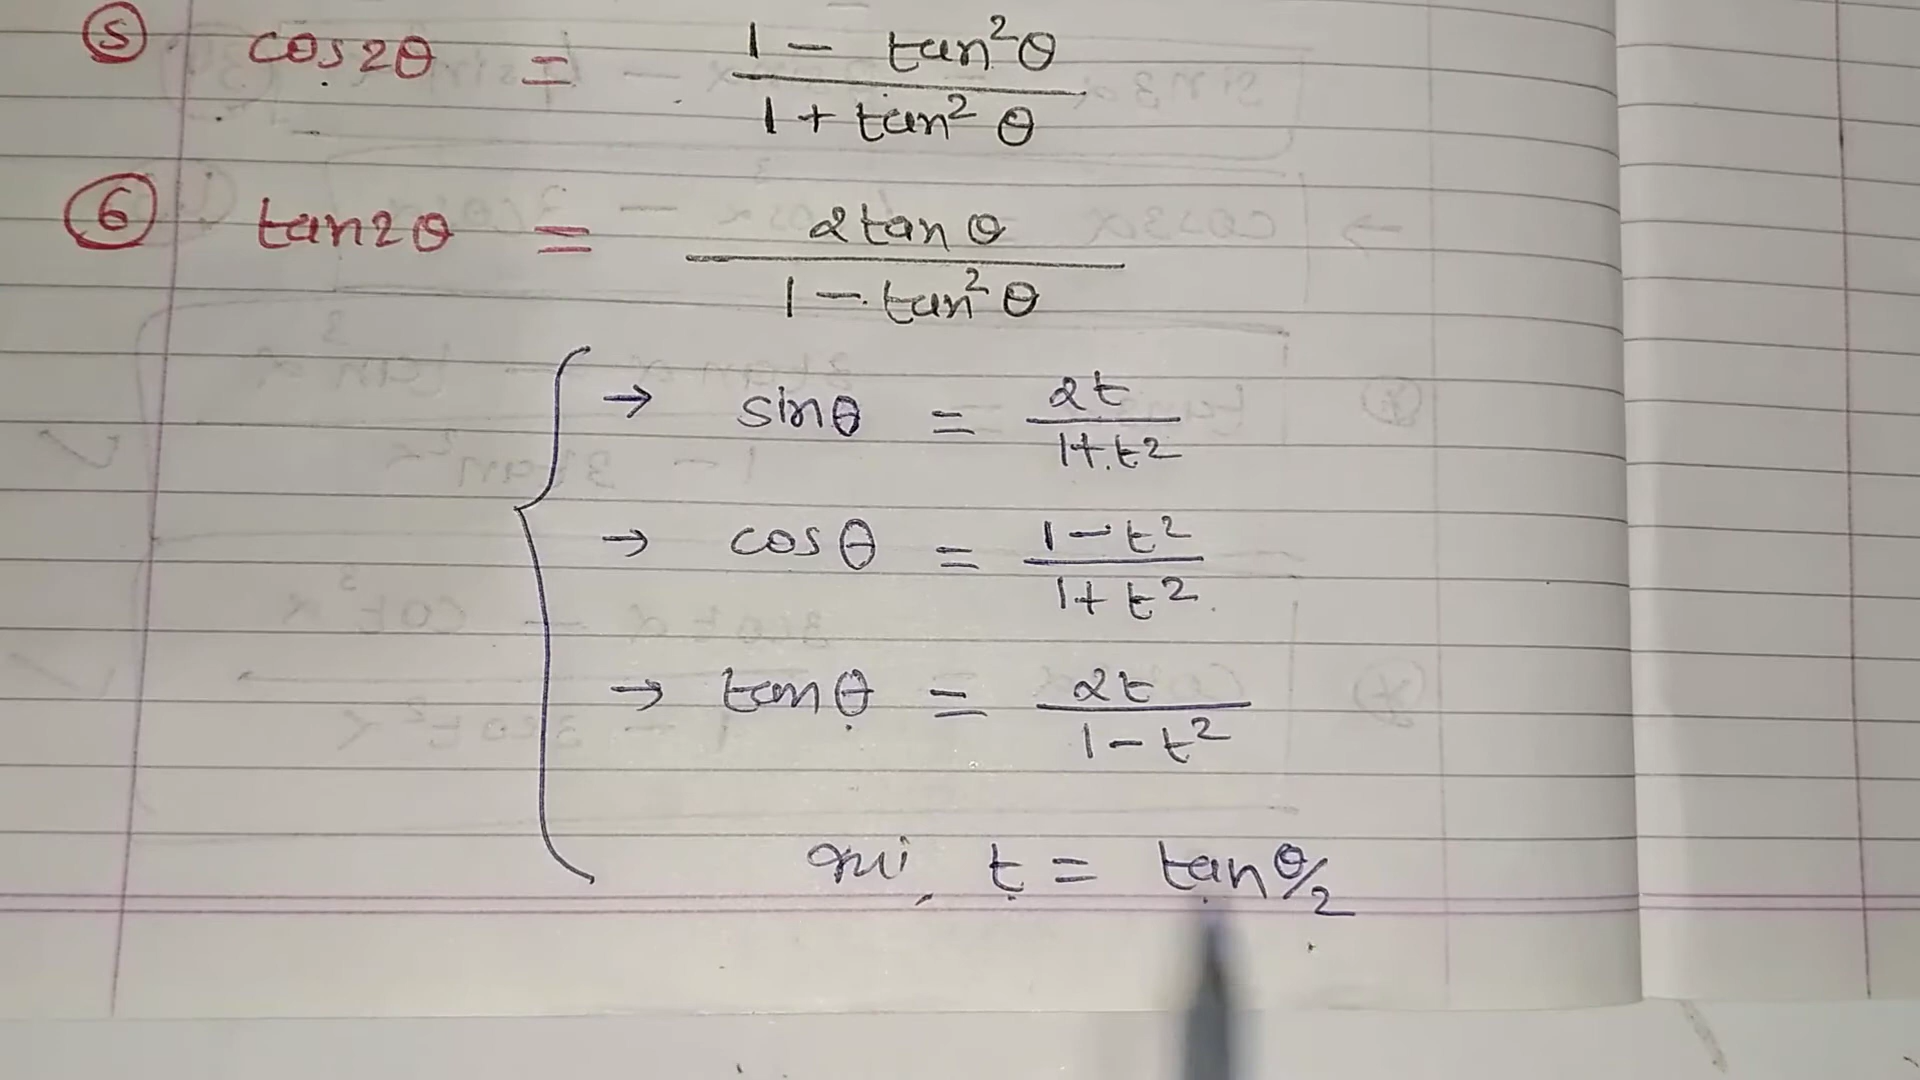 ⑤ cos2θ = (1 - tan²θ)/(1 + tan²θ)
⑥ tan2θ = (2tanθ)/(1 - tan²θ)
→ sinθ = 2t/(1+t²)
→ cosθ = (1-t²)/(1+t²)
→ tanθ = 2t/(1-t²)
t = tanθ/2